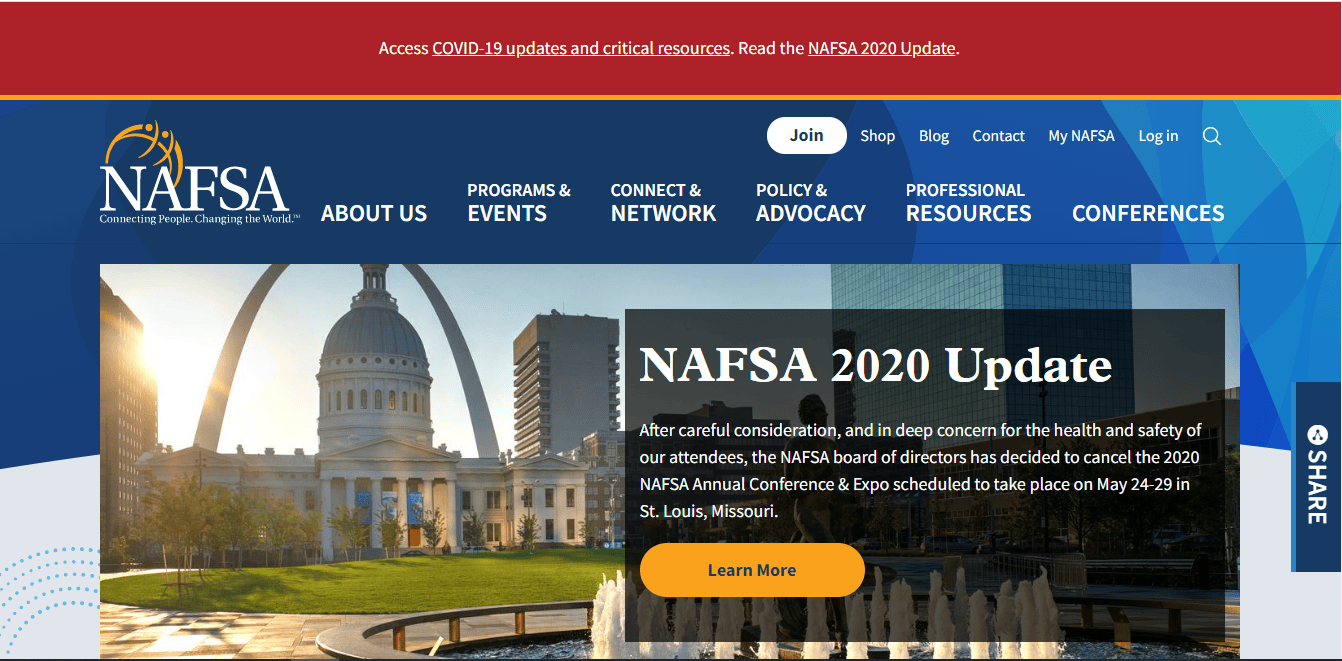 Access COVID-19 updates and critical resources. Read the NAFSA 2020 Update.
Join Shop Blog Contact My NAFSA Log in
NAFSA
Connecting People. Changing the World.™
ABOUT US
PROGRAMS &
EVENTS
CONNECT &
NETWORK
POLICY &
ADVOCACY
PROFESSIONAL
RESOURCES
CONFERENCES
NAFSA 2020 Update
After careful consideration, and in deep concern for the health and safety of
our attendees, the NAFSA board of directors has decided to cancel the 2020
NAFSA Annual Conference & Expo scheduled to take place on May 24-29 in
St. Louis, Missouri.
Learn More
SHARE